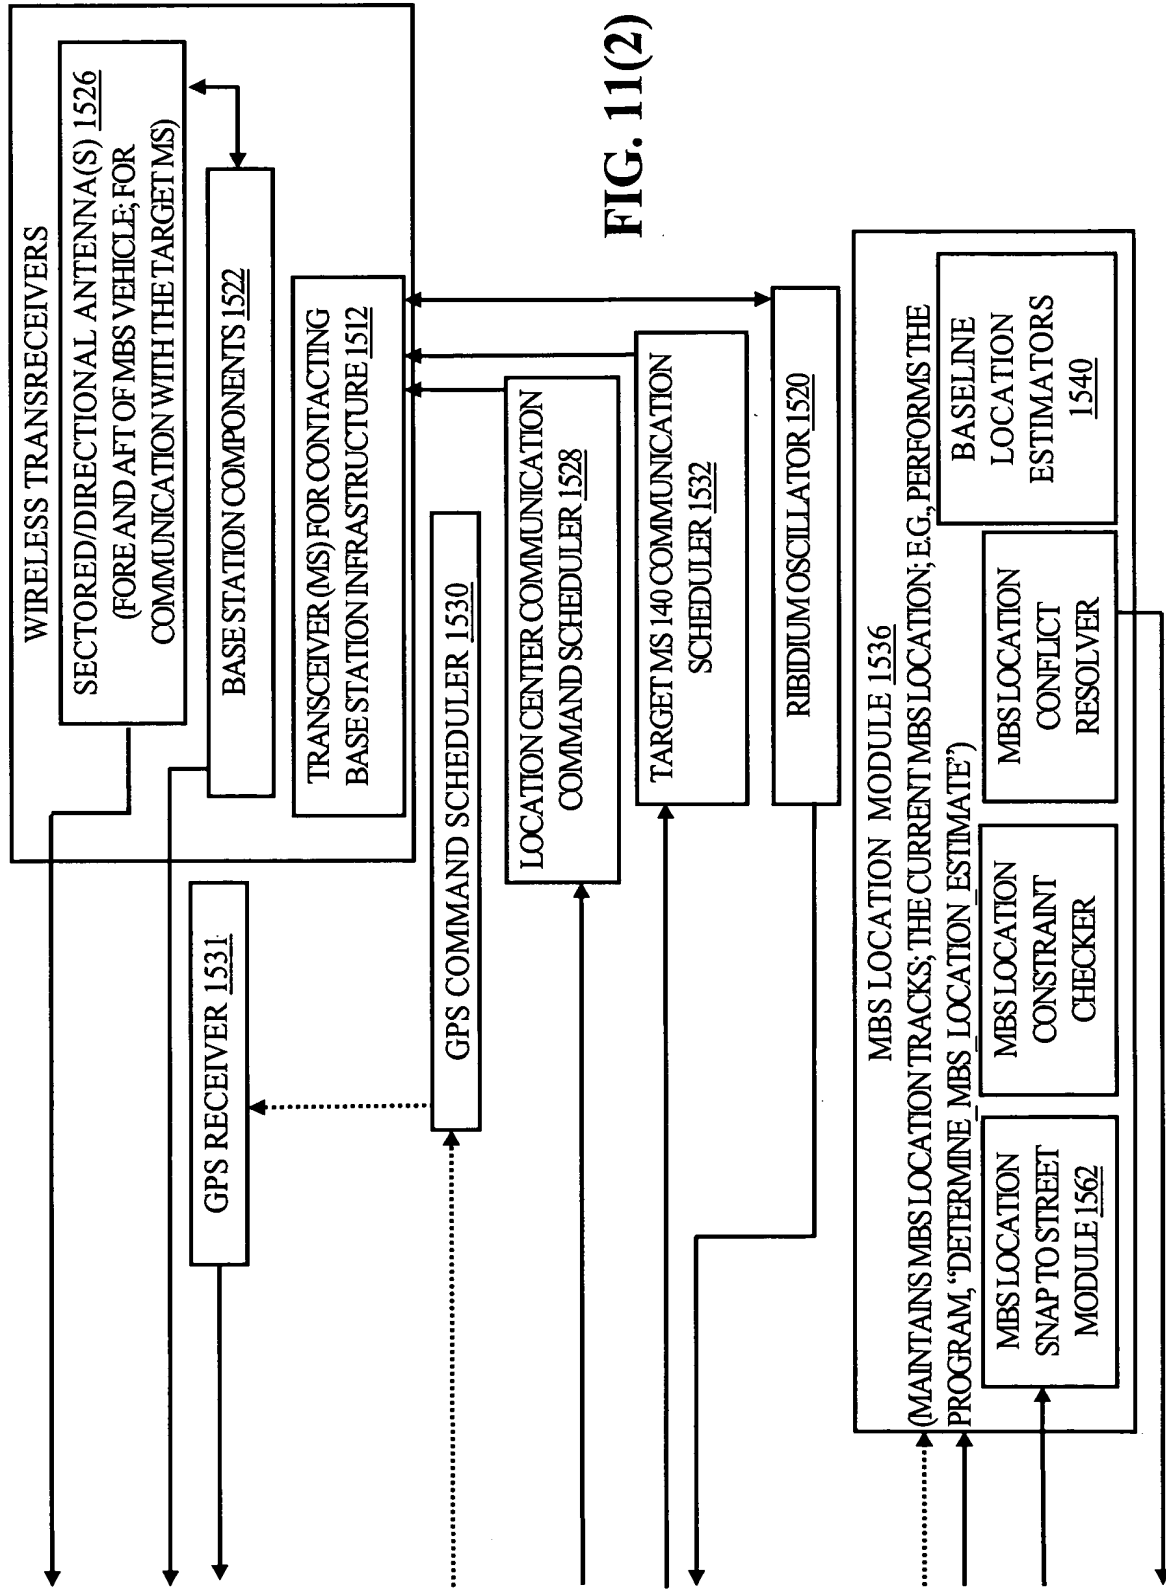 WIRELESS TRANSRECEIVERS
SECTORED/DIRECTIONAL ANTENNA(S) 1526
(FORE AND AFT OF MBS VEHICLE; FOR
COMMUNICATION WITH THE TARGET MS)
BASE STATION COMPONENTS 1522
TRANSCEIVER (MS) FOR CONTACTING
BASE STATION INFRASTRUCTURE 1512
GPS RECEIVER 1531
GPS COMMAND SCHEDULER 1530
LOCATION CENTER COMMUNICATION
COMMAND SCHEDULER 1528
TARGET MS 140 COMMUNICATION
SCHEDULER 1532
RIBIDIUM OSCILLATOR 1520
FIG. 11(2)
MBS LOCATION MODULE 1536
(MAINTAINS MBS LOCATION TRACKS; THE CURRENT MBS LOCATION; E.G., PERFORMS THE
PROGRAM, "DETERMINE_MBS_LOCATION_ESTIMATE")
MBS LOCATION
SNAP TO STREET
MODULE 1562
MBS LOCATION
CONSTRAINT
CHECKER
MBS LOCATION
CONFLICT
RESOLVER
BASELINE
LOCATION
ESTIMATORS
1540